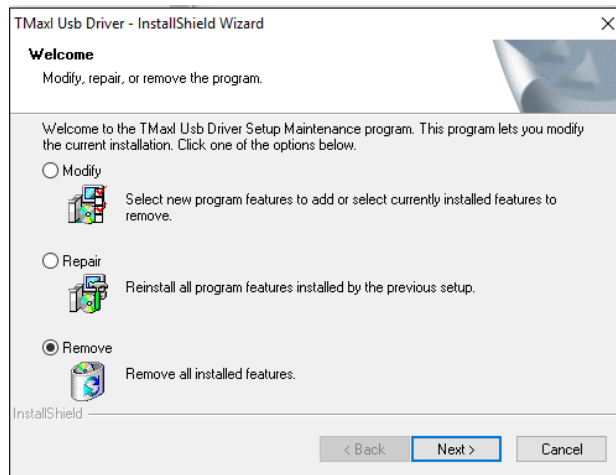 TMaxl Usb Driver - InstallShield Wizard
Welcome
Modify, repair, or remove the program.
Welcome to the TMaxl Usb Driver Setup Maintenance program. This program lets you modify
the current installation. Click one of the options below.
Modify
Select new program features to add or select currently installed features to
remove.
Repair
Reinstall all program features installed by the previous setup.
Remove
Remove all installed features.
InstallShield
< Back
Next >
Cancel